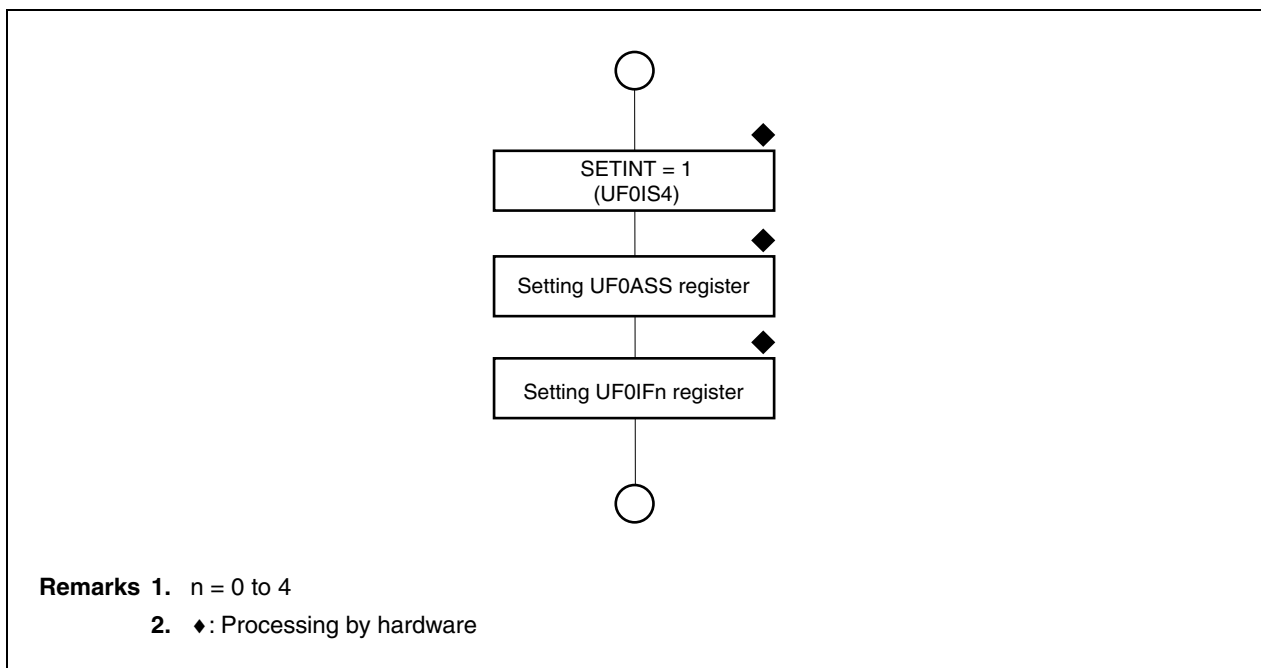 SETINT = 1
(UF0IS4)
Setting UF0ASS register
Setting UF0IFn register
Remarks 1. n = 0 to 4
2. ♦: Processing by hardware